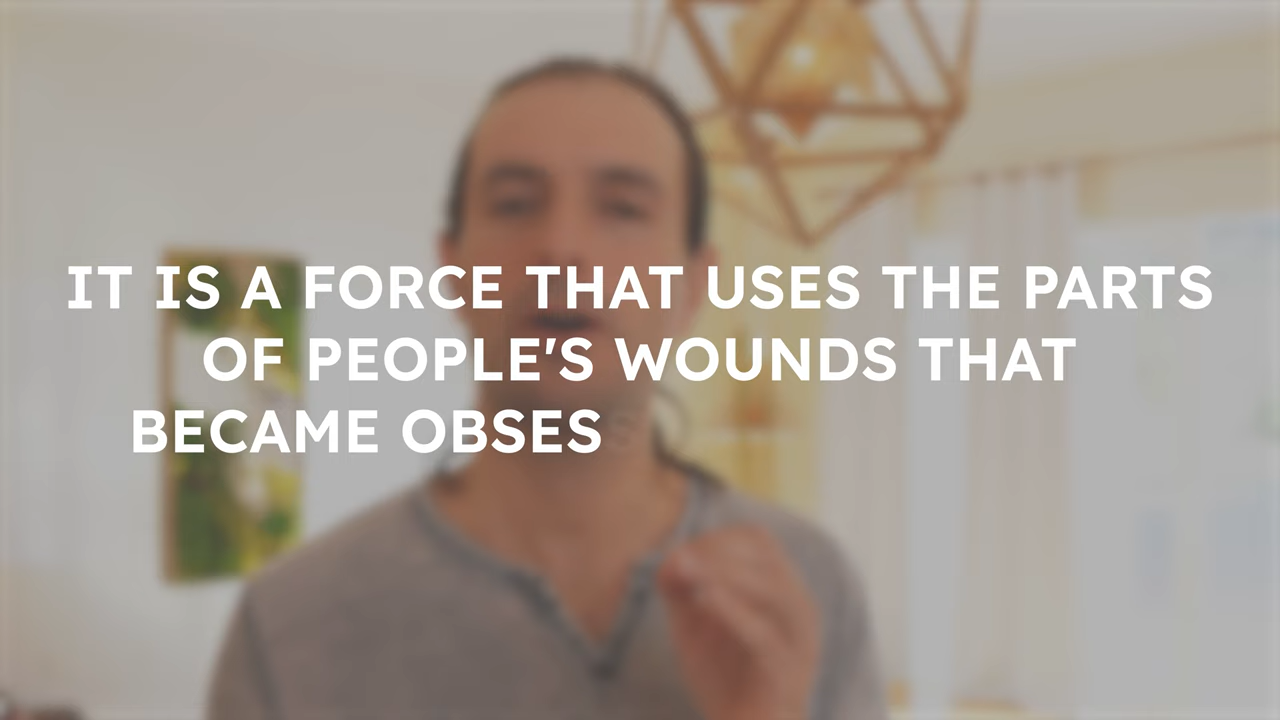 IT IS A FORCE THAT USES THE PARTS
OF PEOPLE'S WOUNDS THAT
BECAME OBSES